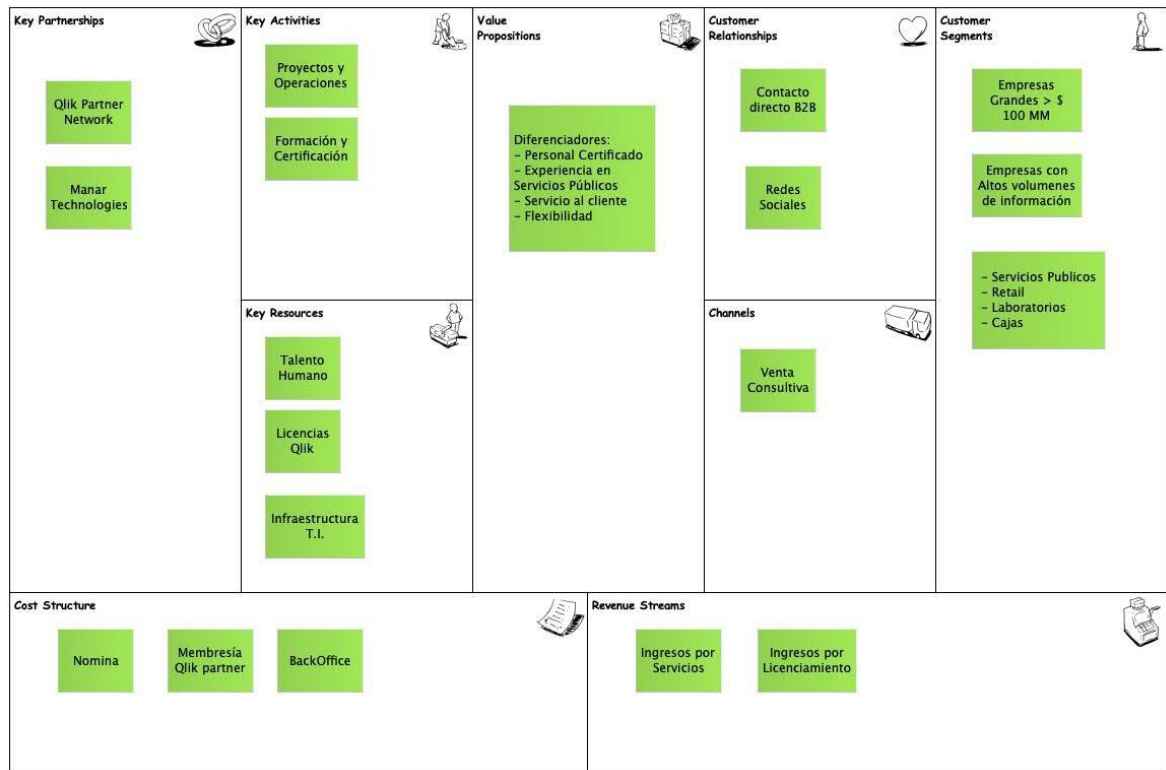 Key Partnerships
Qlik Partner
Network
Manar
Technologies
Key Activities
Proyectos y
Operaciones
Formación y
Certificación
Key Resources
Talento
Humano
Licencias
Qlik
Infraestructura
T.I.
Value
Propositions
Diferenciadores:
– Personal Certificado
– Experiencia en
Servicios Públicos
– Servicio al cliente
– Flexibilidad
Customer
Relationships
Contacto
directo B2B
Redes
Sociales
Channels
Venta
Consultiva
Customer
Segments
Empresas
Grandes > $
100 MM
Empresas con
Altos volumenes
de información
– Servicios Publicos
– Retail
– Laboratorios
– Cajas
Cost Structure
Nomina
Membresía
Qlik partner
BackOffice
Revenue Streams
Ingresos por
Servicios
Ingresos por
Licenciamiento